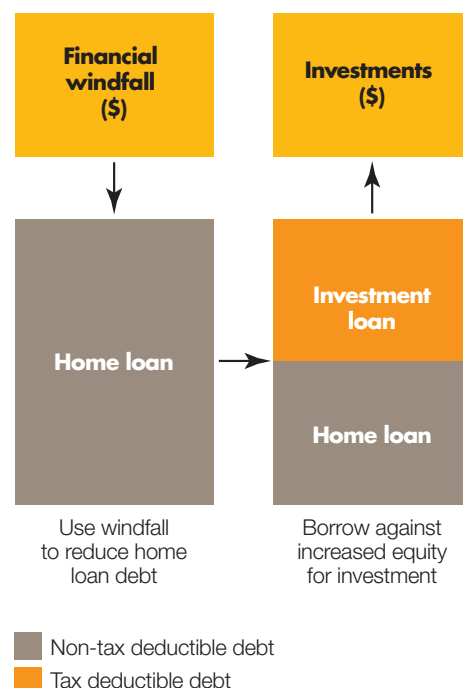 Financial
windfall
($)
Investments
($)
Home loan
Investment
loan
Home loan
Use windfall
to reduce home
loan debt
Borrow against
increased equity
for investment
Non-tax deductible debt
Tax deductible debt